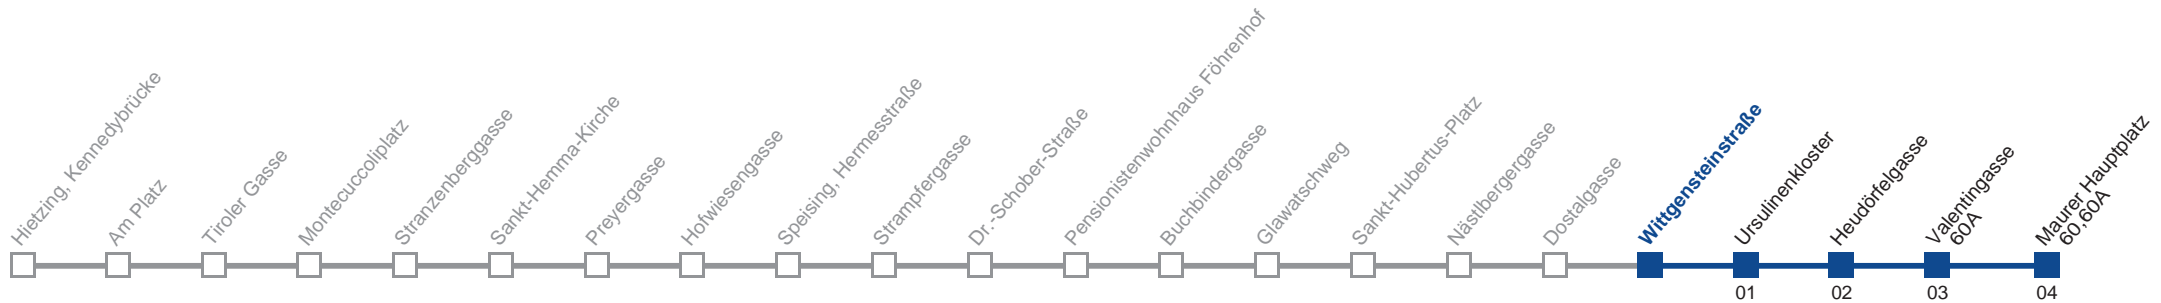 Hietzing, Kennedybrücke
Am Platz
Tiroler Gasse
Montecuccoliplatz
Stranzenberggasse
Sankt-Hemma-Kirche
Preyergasse
Hofwiesengasse
Speising, Hermesstraße
Strampfergasse
Dr.-Schober-Straße
Pensionistenwohnhaus Föhrenhof
Buchbindergasse
Glawatschweg
Sankt-Hubertus-Platz
Nästlbergergasse
Dostalgasse
Wittgensteinstraße
Ursulinenkloster
Heudörfelgasse
Valentingasse
60A
Maurer Hauptplatz
60,60A
01
02
03
04